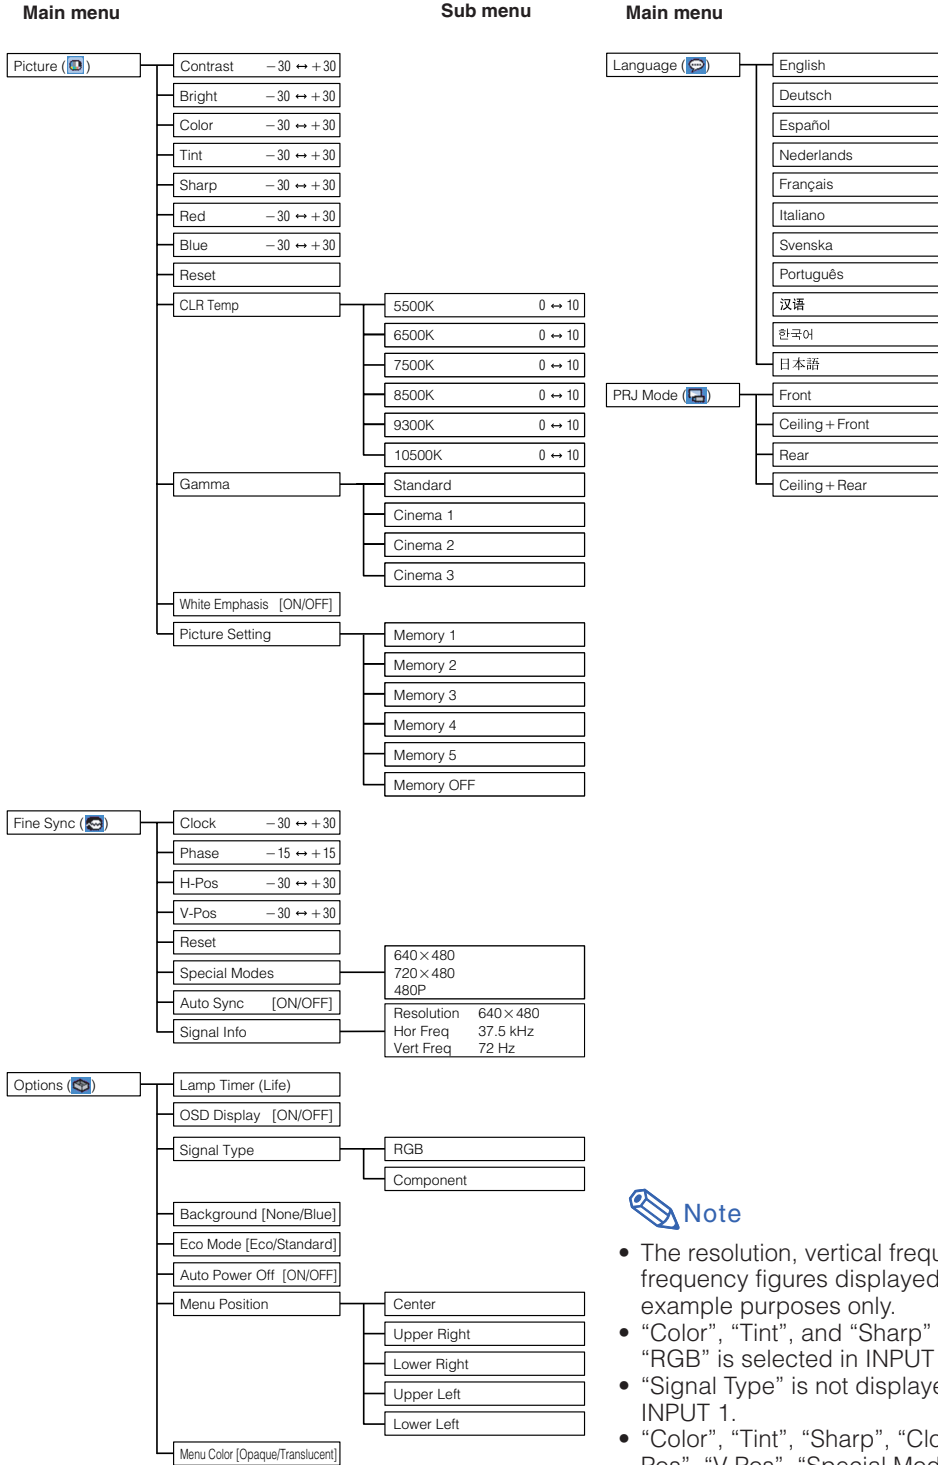 Main menu
Sub menu
Main menu
Picture ( )
Contrast −30 ↔ +30
Bright −30 ↔ +30
Color −30 ↔ +30
Tint −30 ↔ +30
Sharp −30 ↔ +30
Red −30 ↔ +30
Blue −30 ↔ +30
Reset
CLR Temp
5500K 0 ↔ 10
6500K 0 ↔ 10
7500K 0 ↔ 10
8500K 0 ↔ 10
9300K 0 ↔ 10
10500K 0 ↔ 10
Gamma
Standard
Cinema 1
Cinema 2
Cinema 3
White Emphasis [ON/OFF]
Picture Setting
Memory 1
Memory 2
Memory 3
Memory 4
Memory 5
Memory OFF
Fine Sync ( )
Clock −30 ↔ +30
Phase −15 ↔ +15
H-Pos −30 ↔ +30
V-Pos −30 ↔ +30
Reset
Special Modes
640×480
720×480
480P
Auto Sync [ON/OFF]
Signal Info
Resolution 640×480
Hor Freq 37.5 kHz
Vert Freq 72 Hz
Options ( )
Lamp Timer (Life)
OSD Display [ON/OFF]
Signal Type
RGB
Component
Background [None/Blue]
Eco Mode [Eco/Standard]
Auto Power Off [ON/OFF]
Menu Position
Center
Upper Right
Lower Right
Upper Left
Lower Left
Menu Color [Opaque/Translucent]
Language ( )
English
Deutsch
Español
Nederlands
Français
Italiano
Svenska
Português
汉语
한국어
日本語
PRJ Mode ( )
Front
Ceiling+Front
Rear
Ceiling+Rear
Note
• The resolution, vertical frequ
frequency figures displayed
example purposes only.
• “Color”, “Tint”, and “Sharp”
“RGB” is selected in INPUT
• “Signal Type” is not displaye
INPUT 1.
• “Color”, “Tint”, “Sharp”, “Clo
Pos”, “V-Pos”, “Special Mod